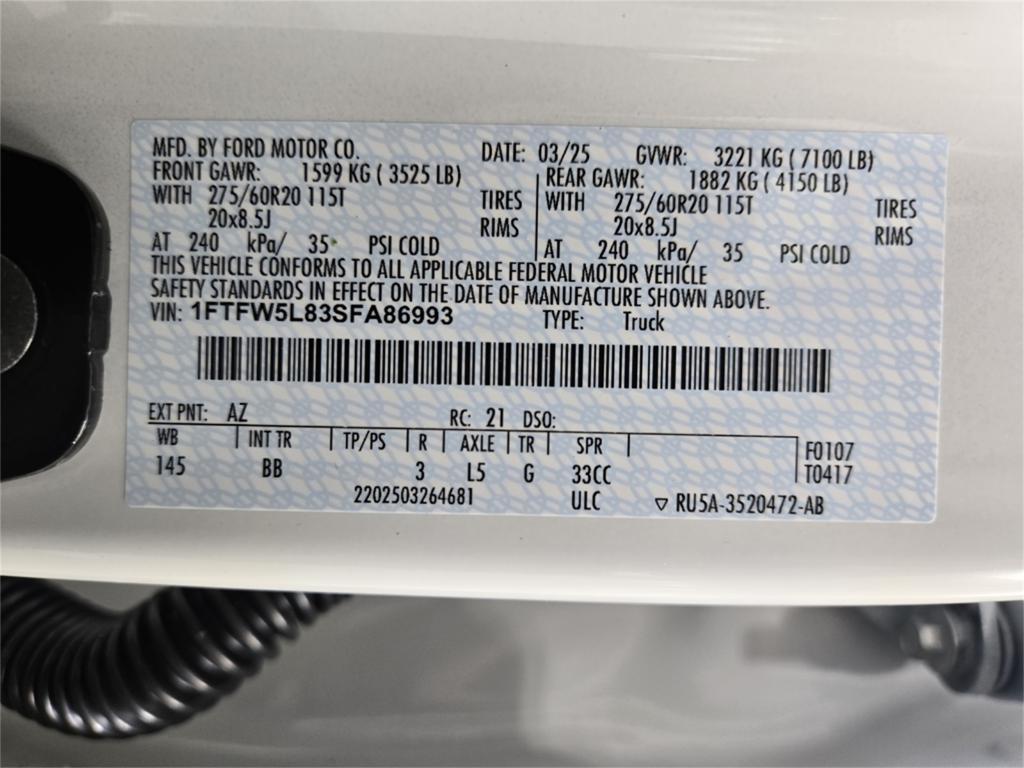 MFD. BY FORD MOTOR CO. DATE: 03/25 GVWR: 3221 KG ( 7100 LB)
FRONT GAWR: 1599 KG ( 3525 LB) REAR GAWR: 1882 KG ( 4150 LB)
WITH 275/60R20 115T TIRES WITH 275/60R20 115T TIRES
20x8.5J RIMS 20x8.5J RIMS
AT 240 kPa/ 35 PSI COLD AT 240 kPa/ 35 PSI COLD
THIS VEHICLE CONFORMS TO ALL APPLICABLE FEDERAL MOTOR VEHICLE
SAFETY STANDARDS IN EFFECT ON THE DATE OF MANUFACTURE SHOWN ABOVE.
VIN: 1FTFW5L83SFA86993 TYPE: Truck
EXT PNT: AZ RC: 21 DSO:
WB INT TR TP/PS R AXLE TR SPR F0107
145 BB 3 L5 G 33CC T0417
2202503264681 ULC ▽ RU5A-3520472-AB